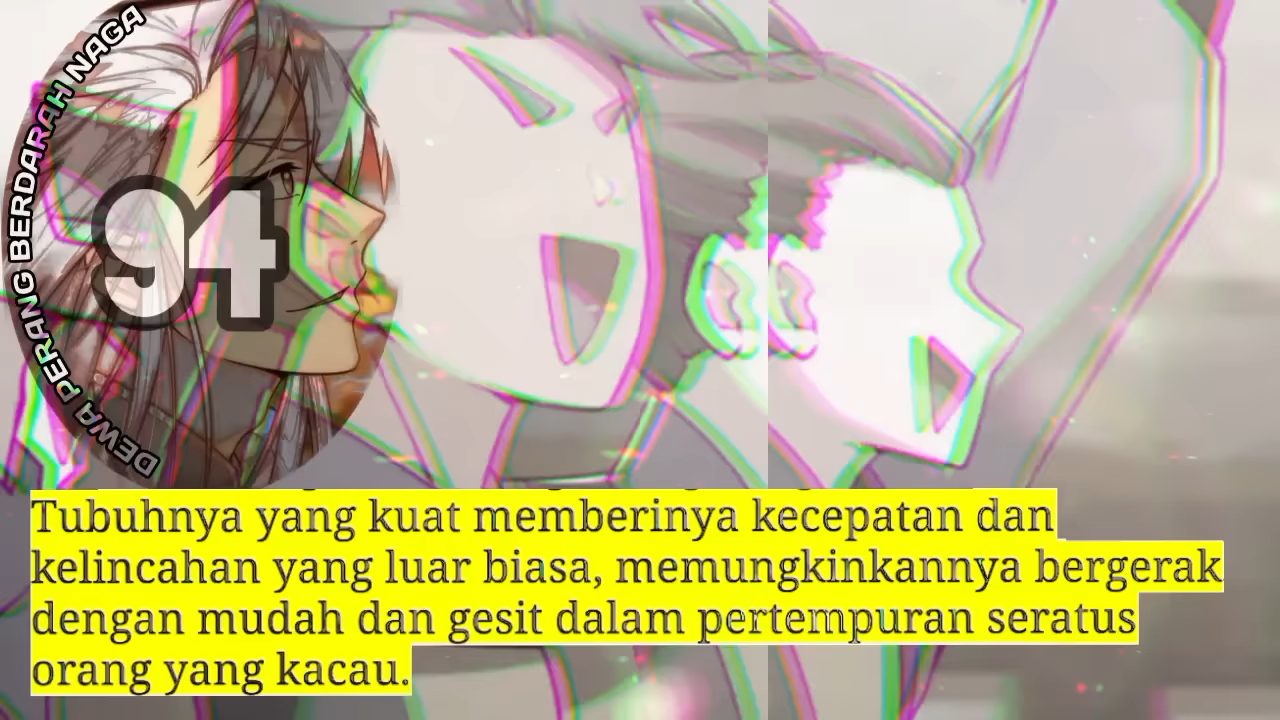 DEWA PERANG BERDARAH NAGA
94
Tubuhnya yang kuat memberinya kecepatan dan
kelincahan yang luar biasa, memungkinkannya bergerak
dengan mudah dan gesit dalam pertempuran seratus
orang yang kacau.